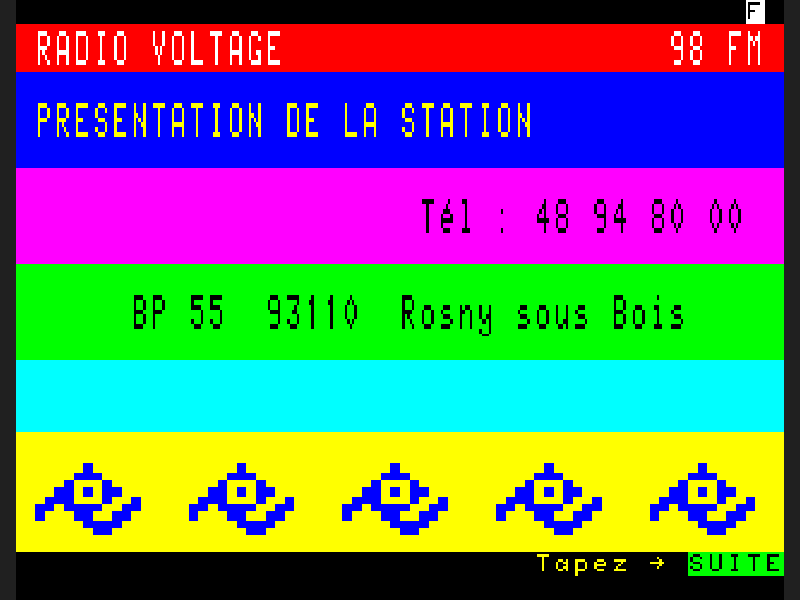 F
RADIO VOLTAGE 98 FM
PRESENTATION DE LA STATION
Tél : 48 94 80 00
BP 55 93110 Rosny sous Bois
Tapez → SUITE